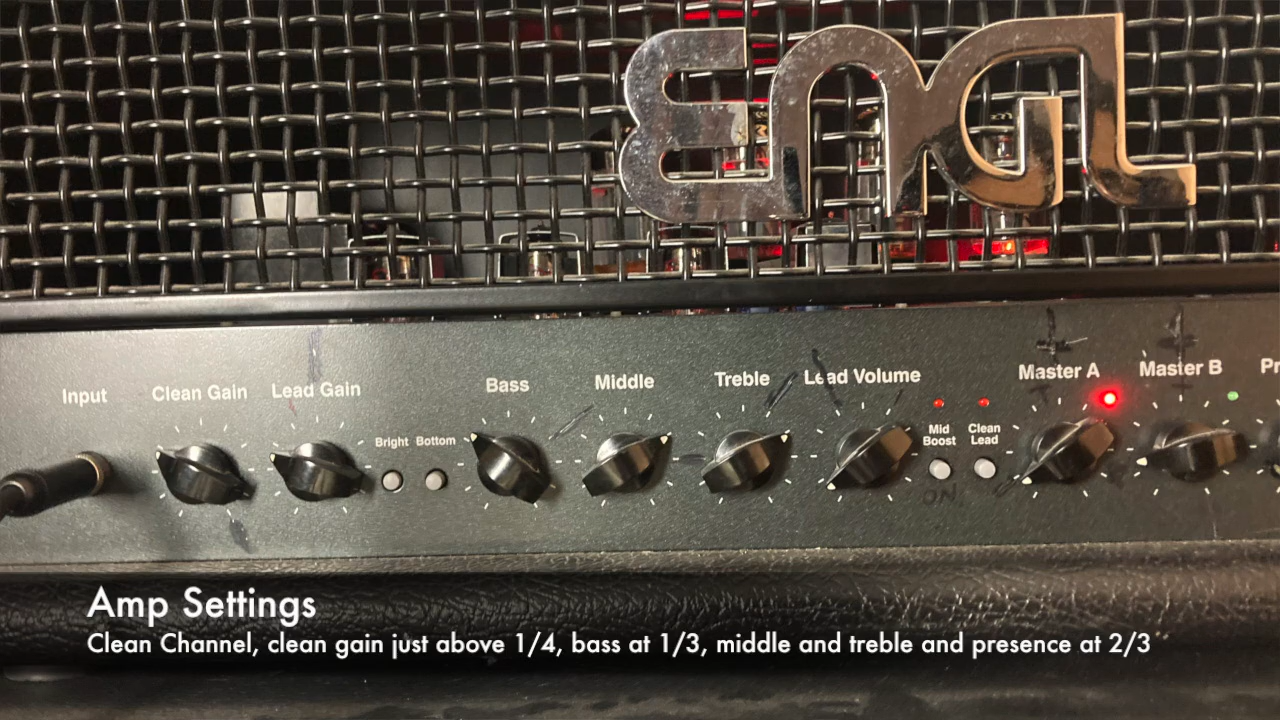 ENGL
Input
Clean Gain
Lead Gain
Bright
Bottom
Bass
Middle
Treble
Lead Volume
Mid
Boost
Clean
Lead
ON
Master A
Master B
Pr
Amp Settings
Clean Channel, clean gain just above 1/4, bass at 1/3, middle and treble and presence at 2/3